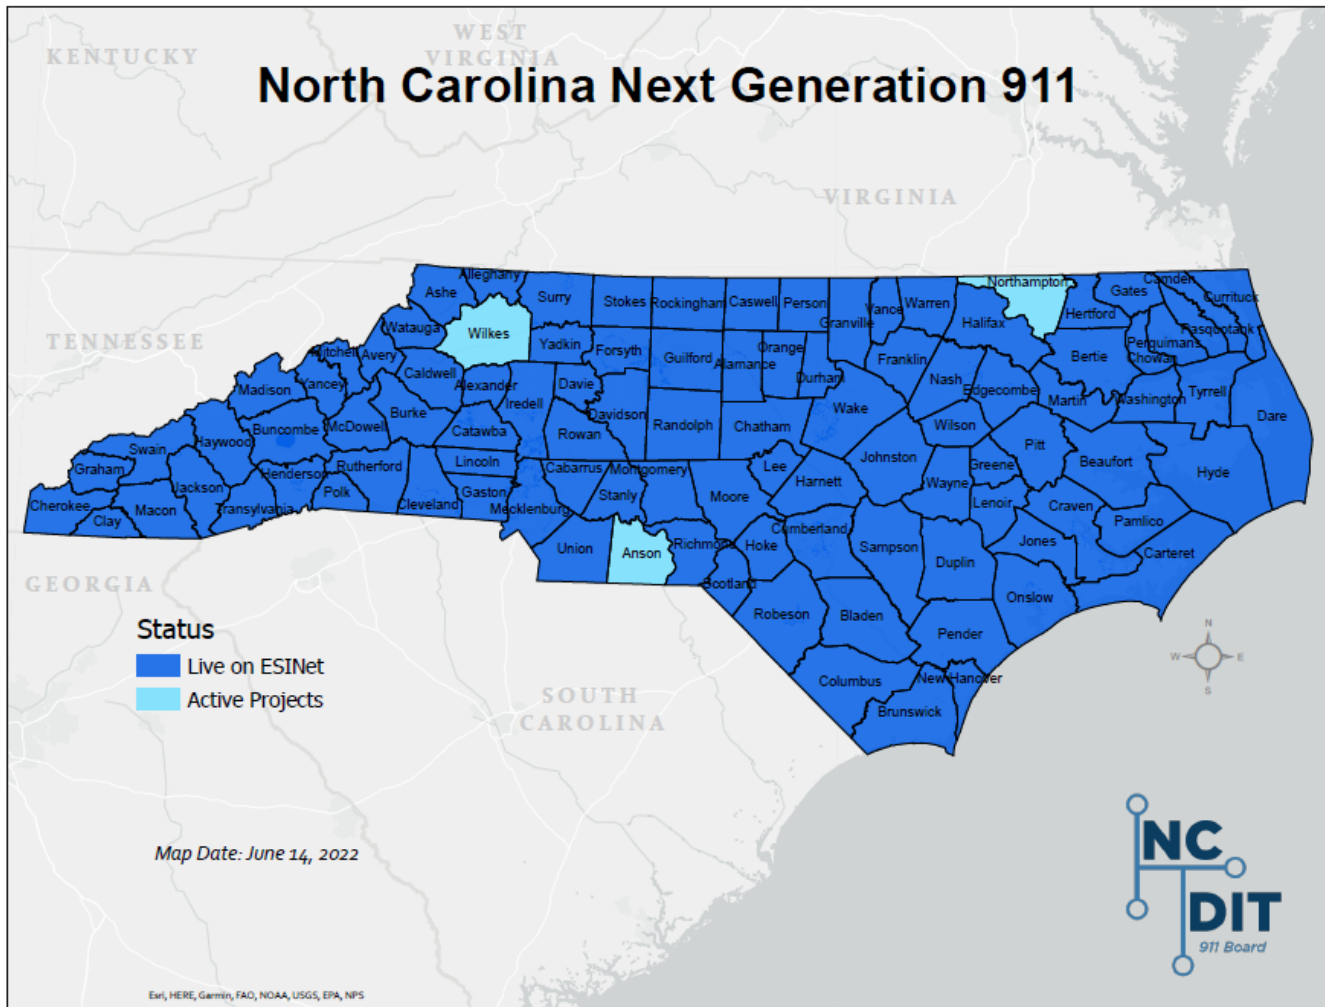 KENTUCKY
WEST
VIRGINIA
North Carolina Next Generation 911
VIRGINIA
TENNESSEE
GEORGIA
SOUTH
CAROLINA
Alleghany
Ashe
Surry
Stokes
Rockingham
Caswell
Person
Granville
Vance
Warren
Halifax
Northampton
Hertford
Gates
Camden
Currituck
Pasquotank
Perquimans
Chowan
Watauga
Wilkes
Yadkin
Forsyth
Guilford
Alamance
Orange
Durham
Franklin
Nash
Edgecombe
Bertie
Martin
Washington
Tyrrell
Dare
Mitchell
Avery
Caldwell
Alexander
Iredell
Davie
Davidson
Randolph
Chatham
Wake
Wilson
Pitt
Beaufort
Hyde
Madison
Yancey
Burke
Catawba
Rowan
Buncombe
McDowell
Haywood
Swain
Graham
Cherokee
Clay
Macon
Jackson
Transylvania
Henderson
Polk
Rutherford
Cleveland
Lincoln
Gaston
Mecklenburg
Cabarrus
Stanly
Montgomery
Moore
Lee
Harnett
Johnston
Wayne
Greene
Lenoir
Craven
Pamlico
Carteret
Jones
Union
Anson
Richmond
Hoke
Scotland
Cumberland
Sampson
Duplin
Onslow
Robeson
Bladen
Pender
Columbus
New Hanover
Brunswick
Status
Live on ESINet
Active Projects
N
W E
S
Map Date: June 14, 2022
NC
DIT
911 Board
Esri, HERE, Garmin, FAO, NOAA, USGS, EPA, NPS